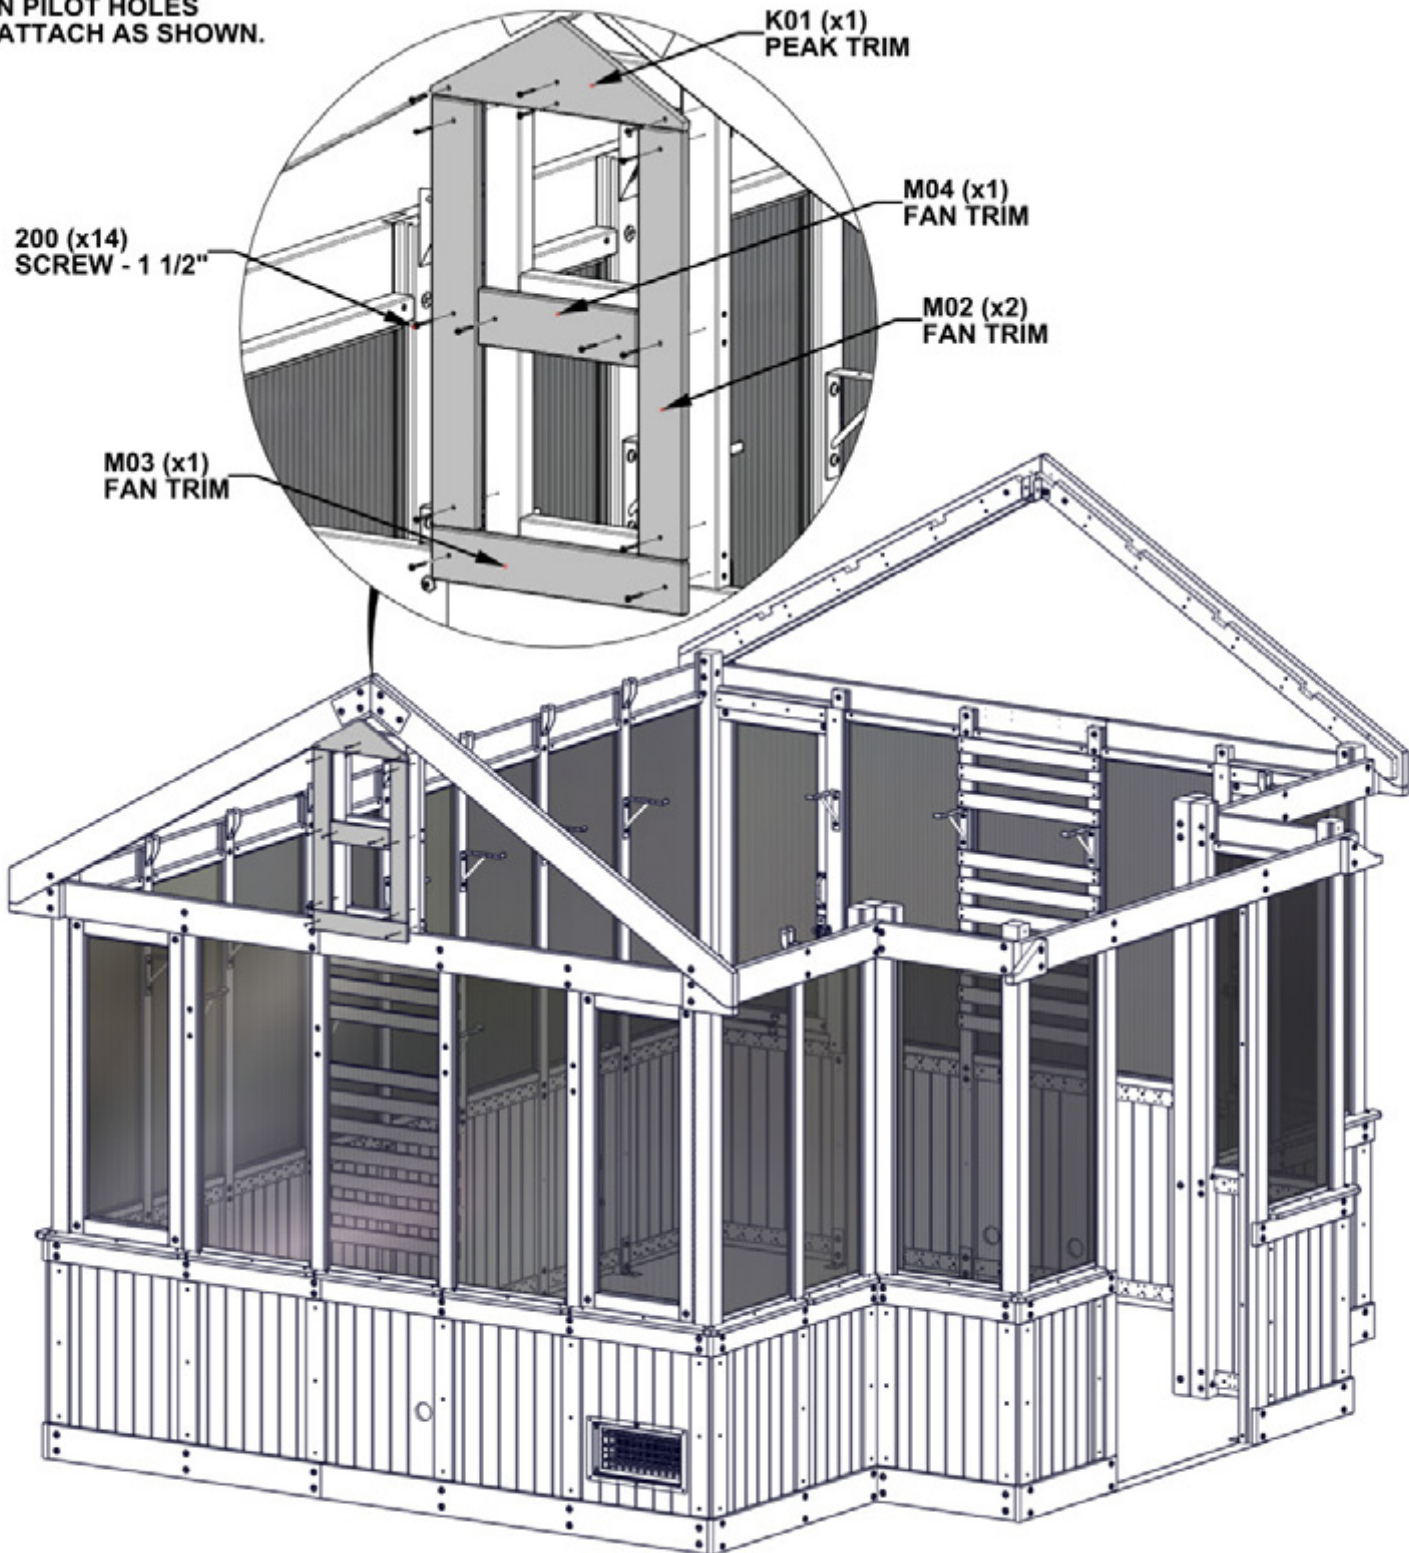 PILOT HOLES
ATTACH AS SHOWN.
K01 (x1)
PEAK TRIM
M04 (x1)
FAN TRIM
200 (x14)
SCREW - 1 1/2"
M02 (x2)
FAN TRIM
M03 (x1)
FAN TRIM